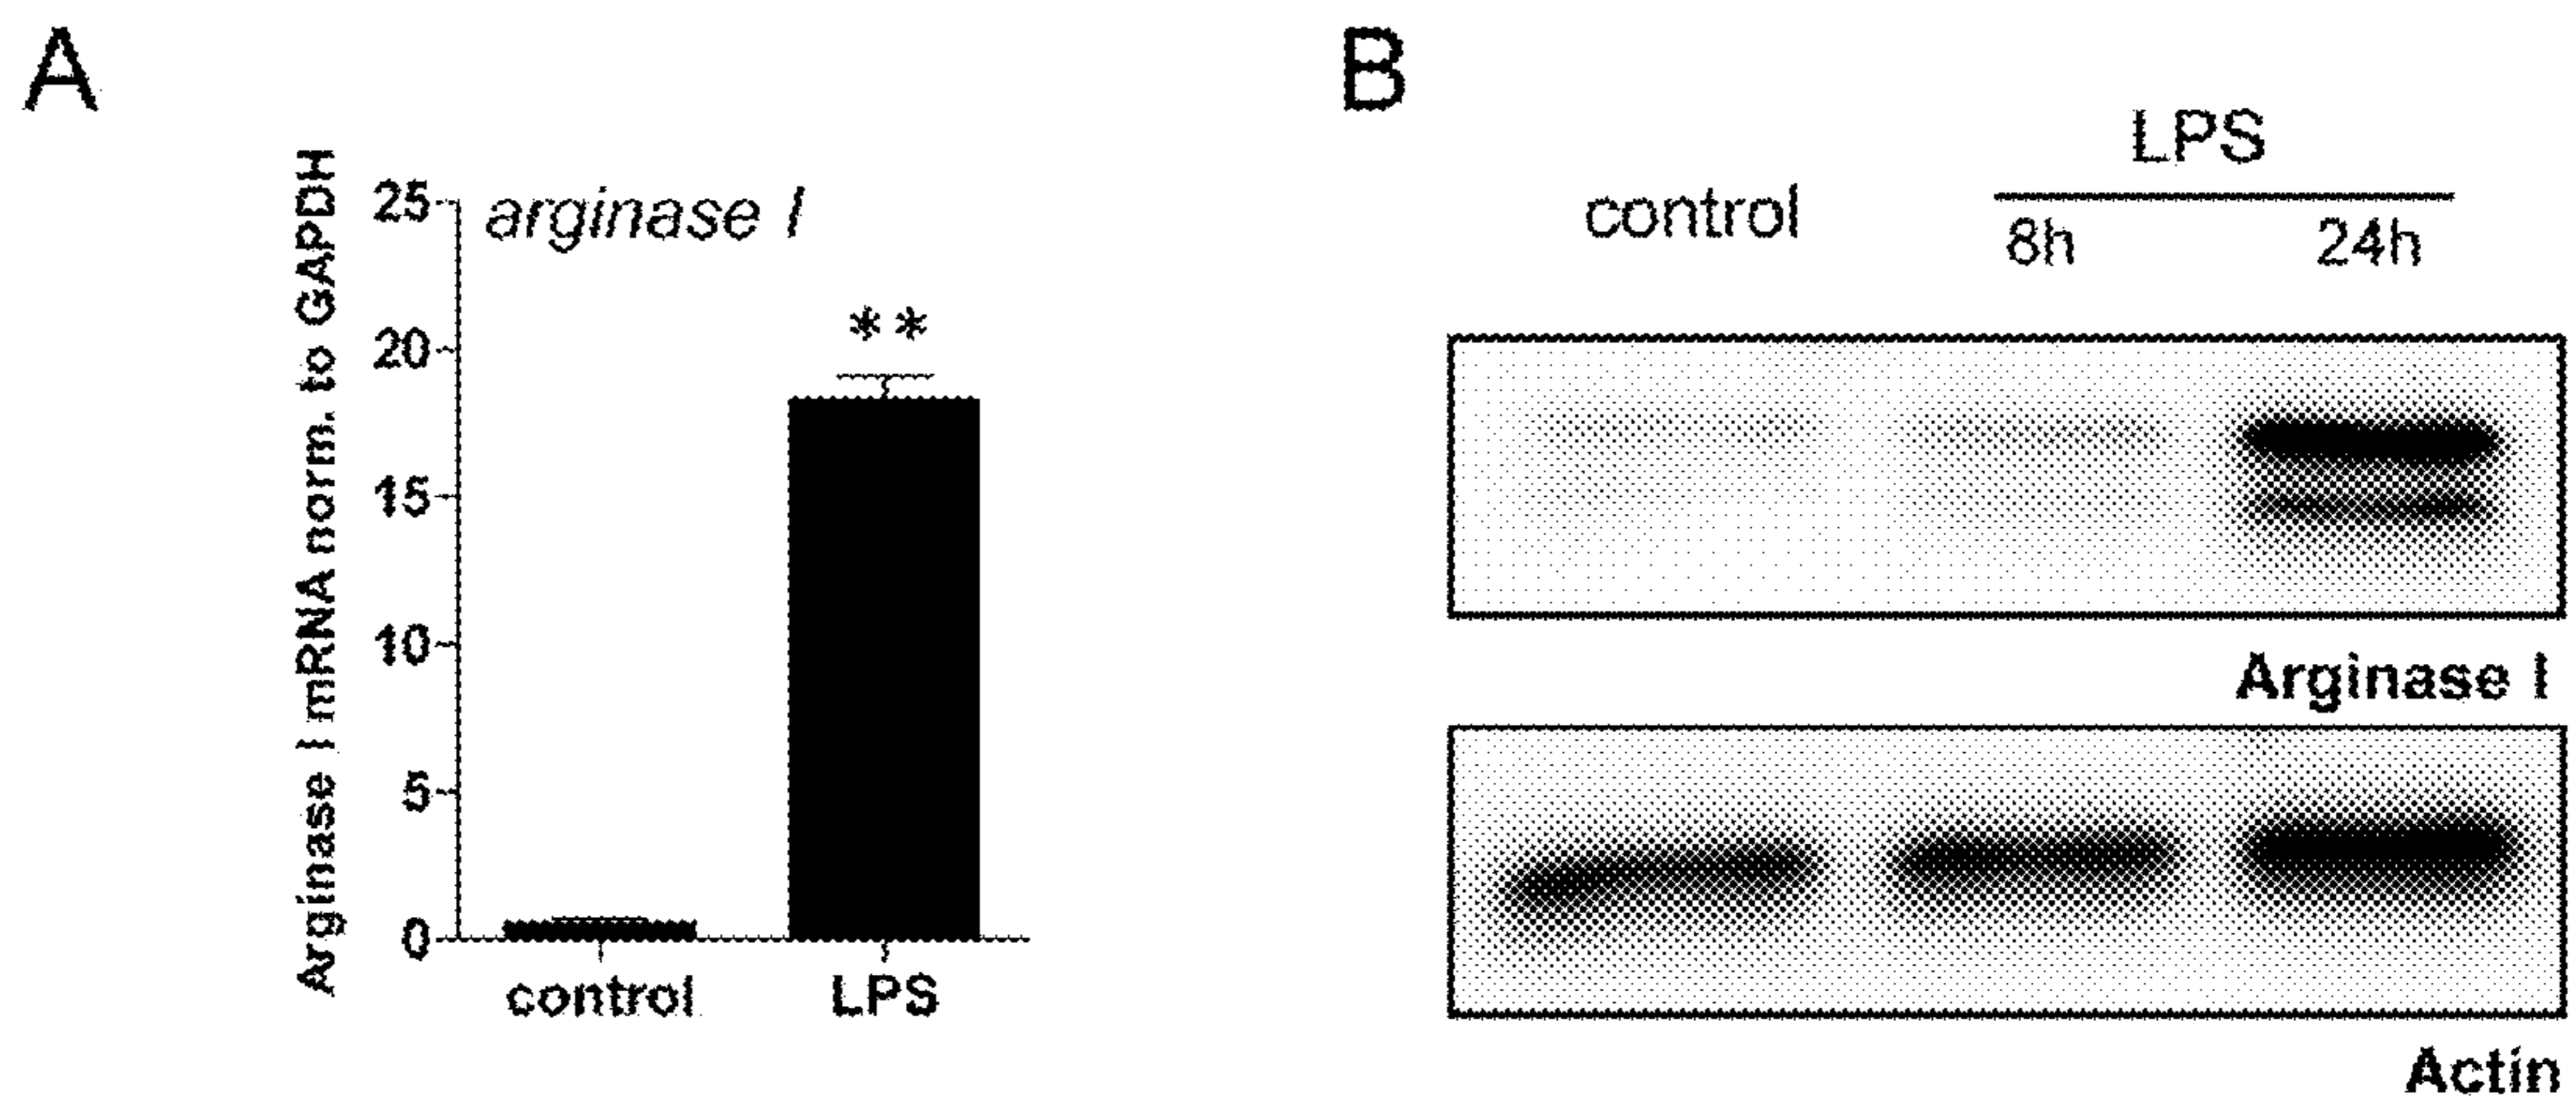 A
Arginase I mRNA norm. to GAPDH
25
20
15
10
5
0
arginase I
**
control
LPS
B
LPS
control
8h
24h
Arginase I
Actin